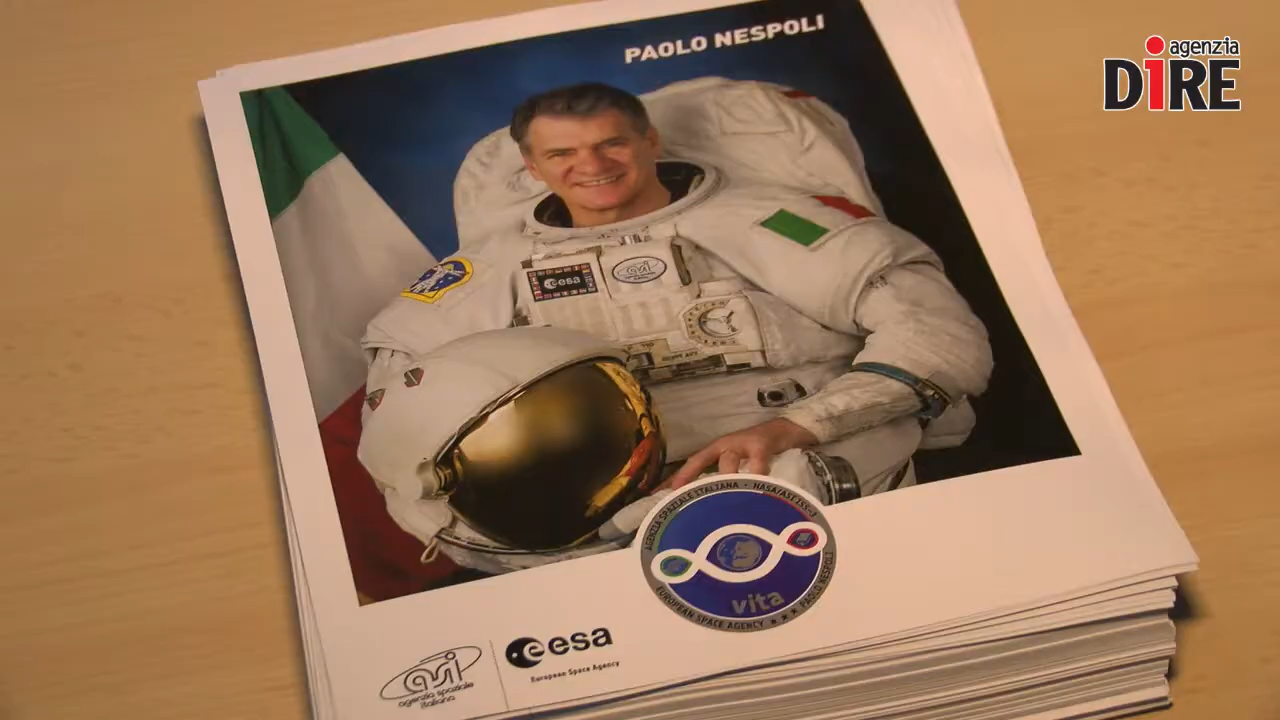 PAOLO NESPOLI
agenzia
DiRE
esa
asi
AGENZIA SPAZIALE ITALIANA • NASA/ASI ISS-3
vita
EUROPEAN SPACE AGENCY ★ ★ ★ PAOLO NESPOLI
asi
agenzia spaziale
italiana
esa
European Space Agency